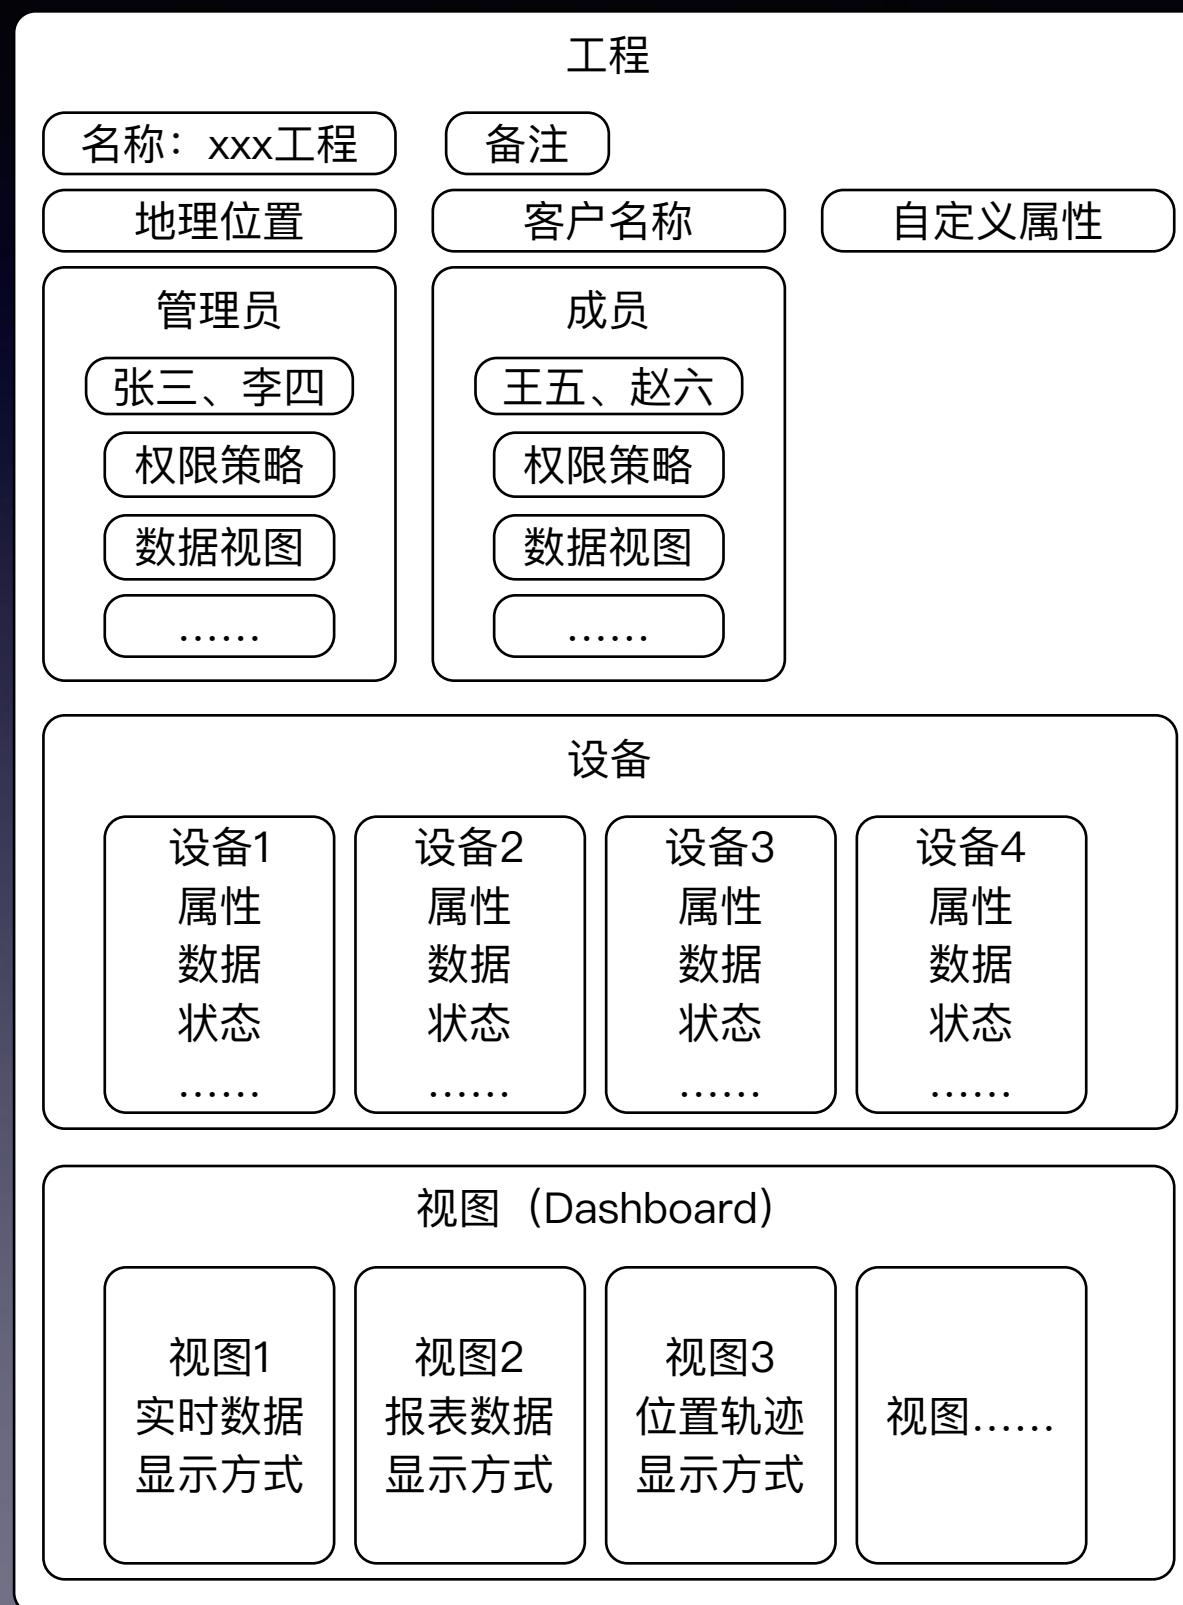 工程
名称：xxx工程
备注
地理位置
客户名称
自定义属性
管理员
张三、李四
权限策略
数据视图
……
成员
王五、赵六
权限策略
数据视图
……
设备
设备1
属性
数据
状态
……
设备2
属性
数据
状态
……
设备3
属性
数据
状态
……
设备4
属性
数据
状态
……
视图（Dashboard）
视图1
实时数据
显示方式
视图2
报表数据
显示方式
视图3
位置轨迹
显示方式
视图……